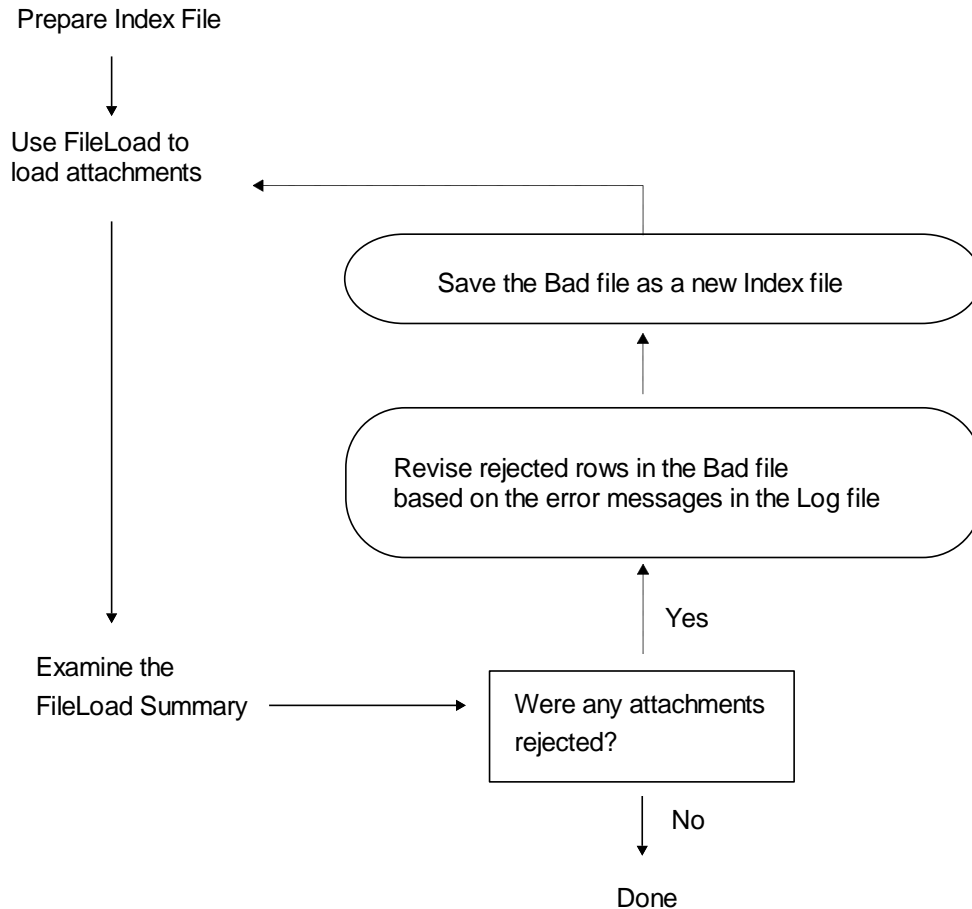 Prepare Index File
Use FileLoad to
load attachments
Save the Bad file as a new Index file
Revise rejected rows in the Bad file
based on the error messages in the Log file
Yes
Examine the
FileLoad Summary
Were any attachments
rejected?
No
Done